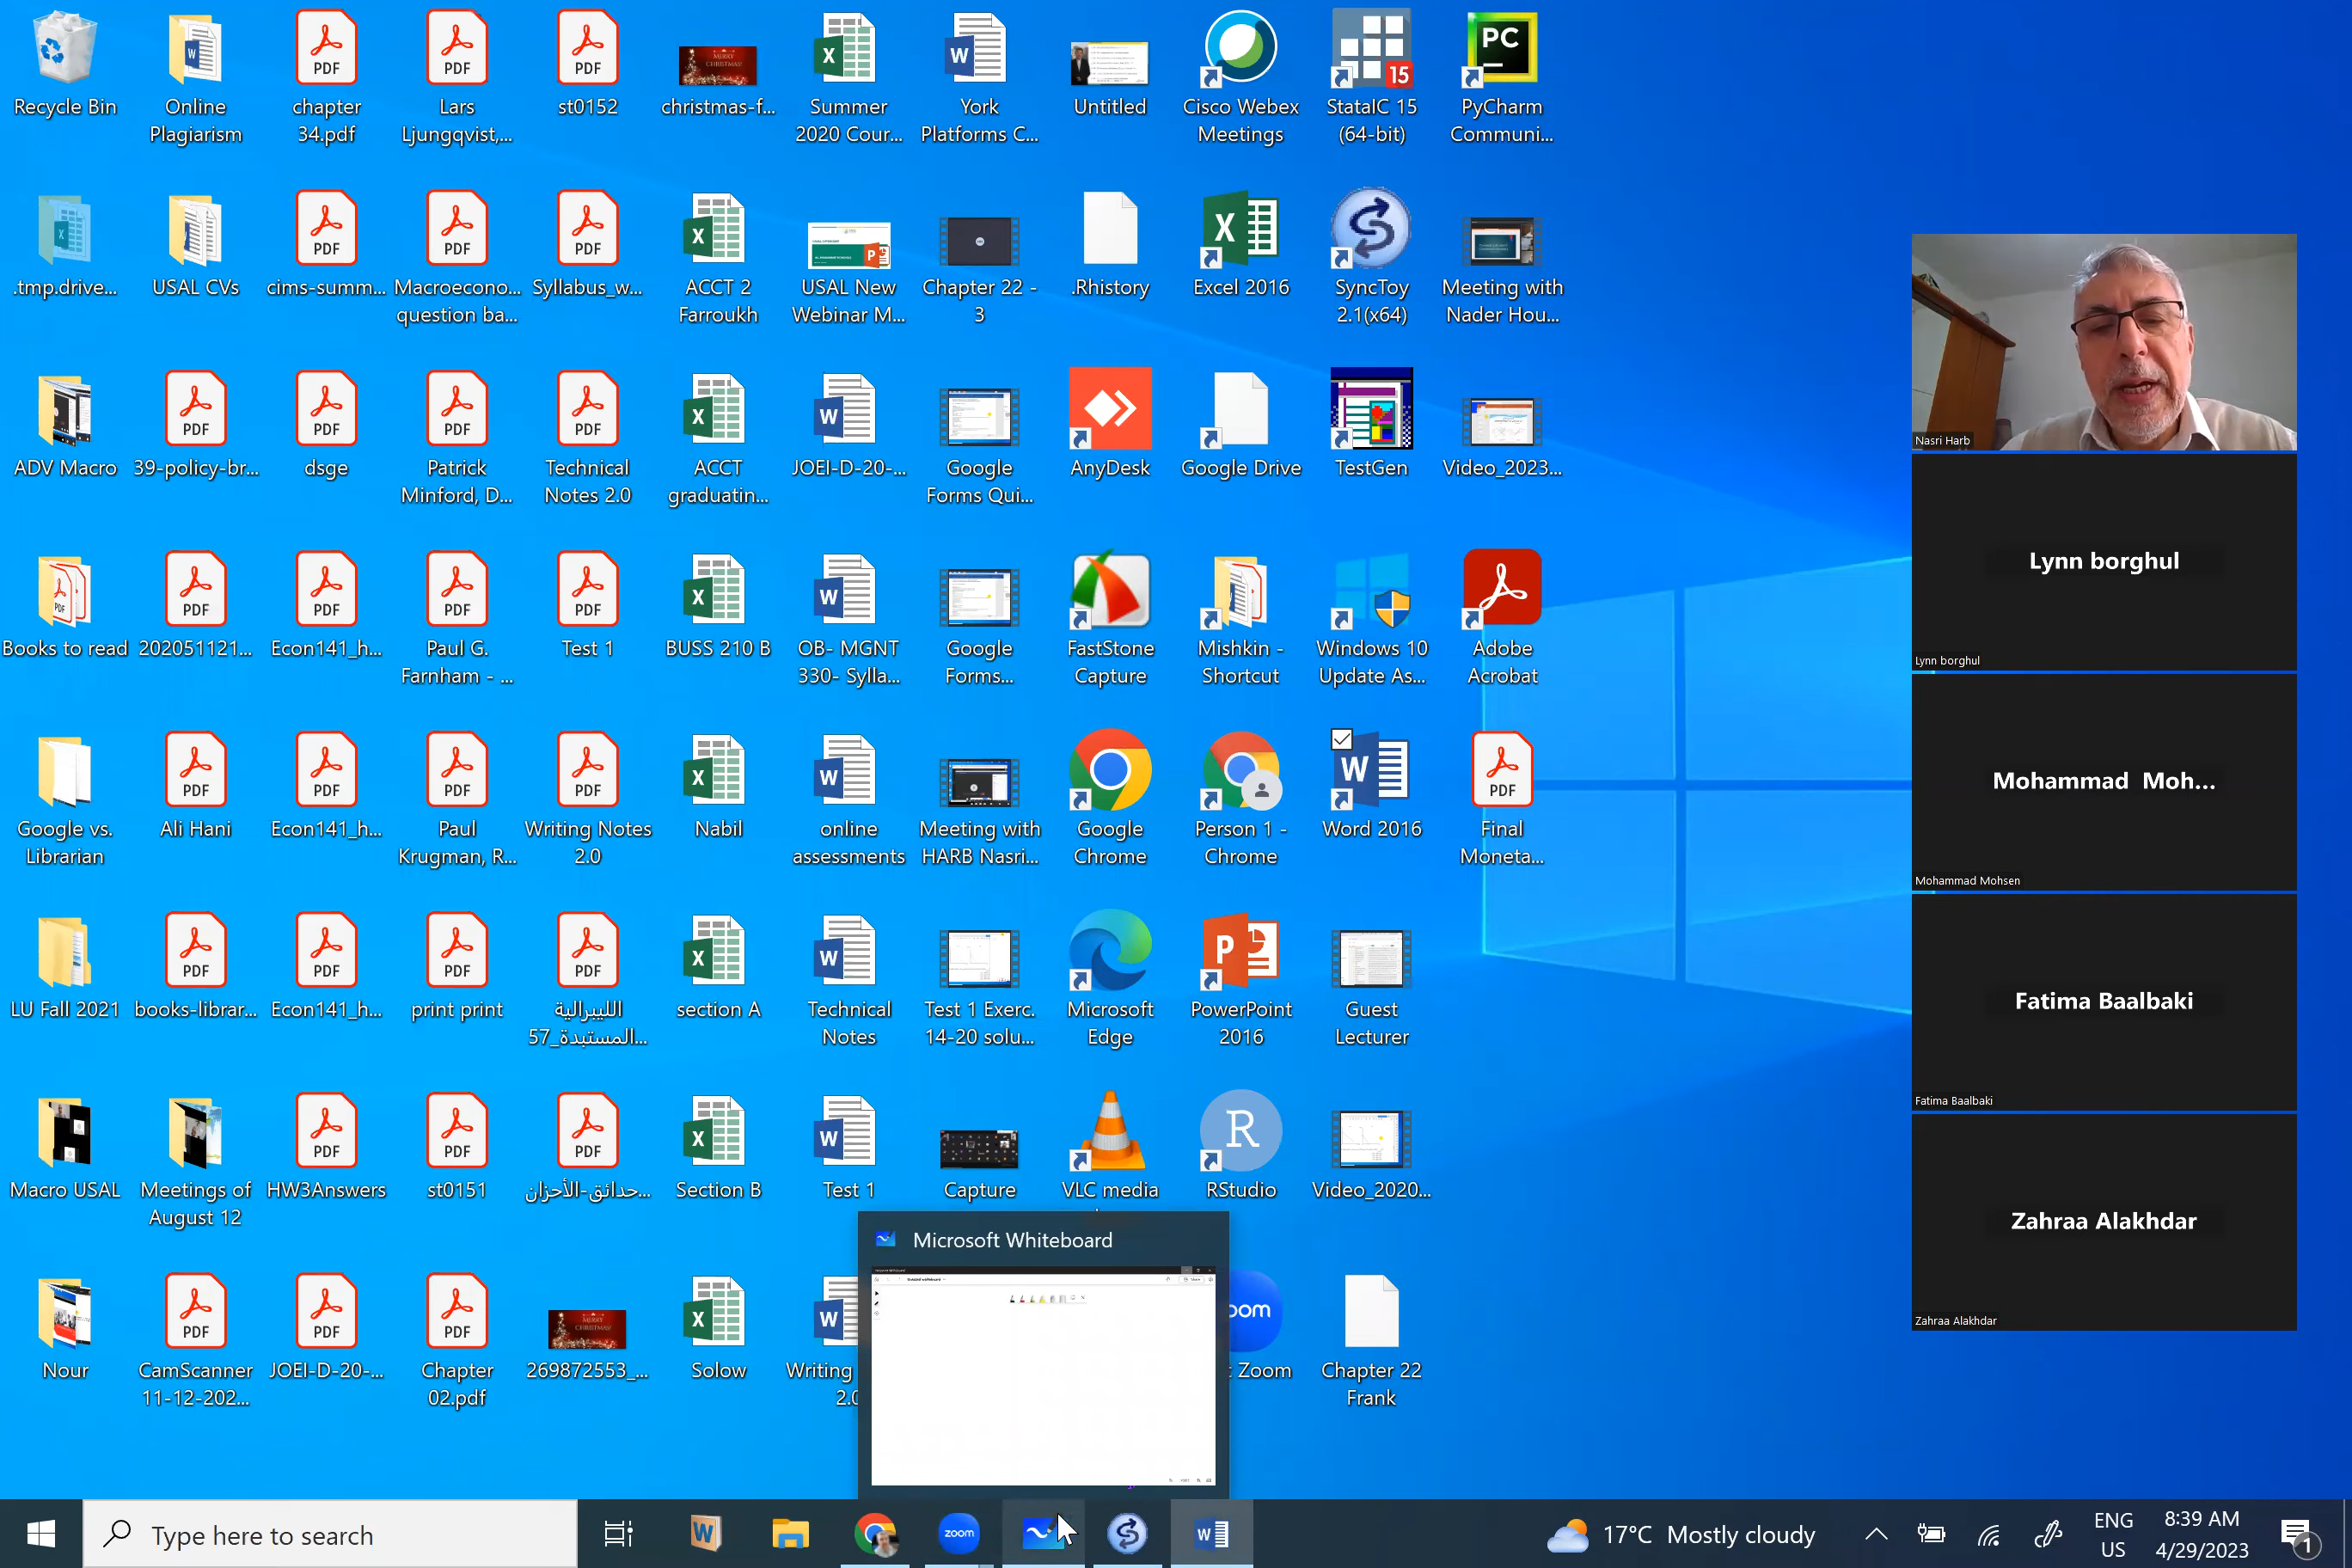 Recycle Bin
Online
Plagiarism
chapter
34.pdf
Lars
Ljungqvist,...
st0152
christmas-f...
Summer
2020 Cour...
York
Platforms C...
Untitled
Cisco Webex
Meetings
StataIC 15
(64-bit)
PyCharm
Communi...
.tmp.drive...
USAL CVs
cims-summ...
Macroecono...
question ba...
Syllabus_w...
ACCT 2
Farroukh
USAL New
Webinar M...
Chapter 22 -
3
.Rhistory
Excel 2016
SyncToy
2.1(x64)
Meeting with
Nader Hou...
ADV Macro
39-policy-br...
dsge
Patrick
Minford, D...
Technical
Notes 2.0
ACCT
graduatin...
JOEI-D-20-...
Google
Forms Qui...
AnyDesk
Google Drive
TestGen
Video_2023...
Books to read
202051121...
Econ141_h...
Paul G.
Farnham - ...
Test 1
BUSS 210 B
OB- MGNT
330- Sylla...
Google
Forms...
FastStone
Capture
Mishkin -
Shortcut
Windows 10
Update As...
Adobe
Acrobat
Google vs.
Librarian
Ali Hani
Econ141_h...
Paul
Krugman, R...
Writing Notes
2.0
Nabil
online
assessments
Meeting with
HARB Nasri...
Google
Chrome
Person 1 -
Chrome
Word 2016
Final
Moneta...
LU Fall 2021
books-librar...
Econ141_h...
print print
الليبرالية
المستبدة_57...
section A
Technical
Notes
Test 1 Exerc.
14-20 solu...
Microsoft
Edge
PowerPoint
2016
Guest
Lecturer
Macro USAL
Meetings of
August 12
HW3Answers
st0151
حدائق-الأحزان...
Section B
Test 1
Capture
VLC media
RStudio
Video_2020...
Nour
CamScanner
11-12-202...
JOEI-D-20-...
Chapter
02.pdf
269872553_...
Solow
Writing
2.0
Zoom
Chapter 22
Frank
Microsoft Whiteboard
Nasri Harb
Lynn borghul
Lynn borghul
Mohammad Moh...
Mohammad Mohsen
Fatima Baalbaki
Fatima Baalbaki
Zahraa Alakhdar
Zahraa Alakhdar
Type here to search
zoom
17°C Mostly cloudy
ENG
US
8:39 AM
4/29/2023
1